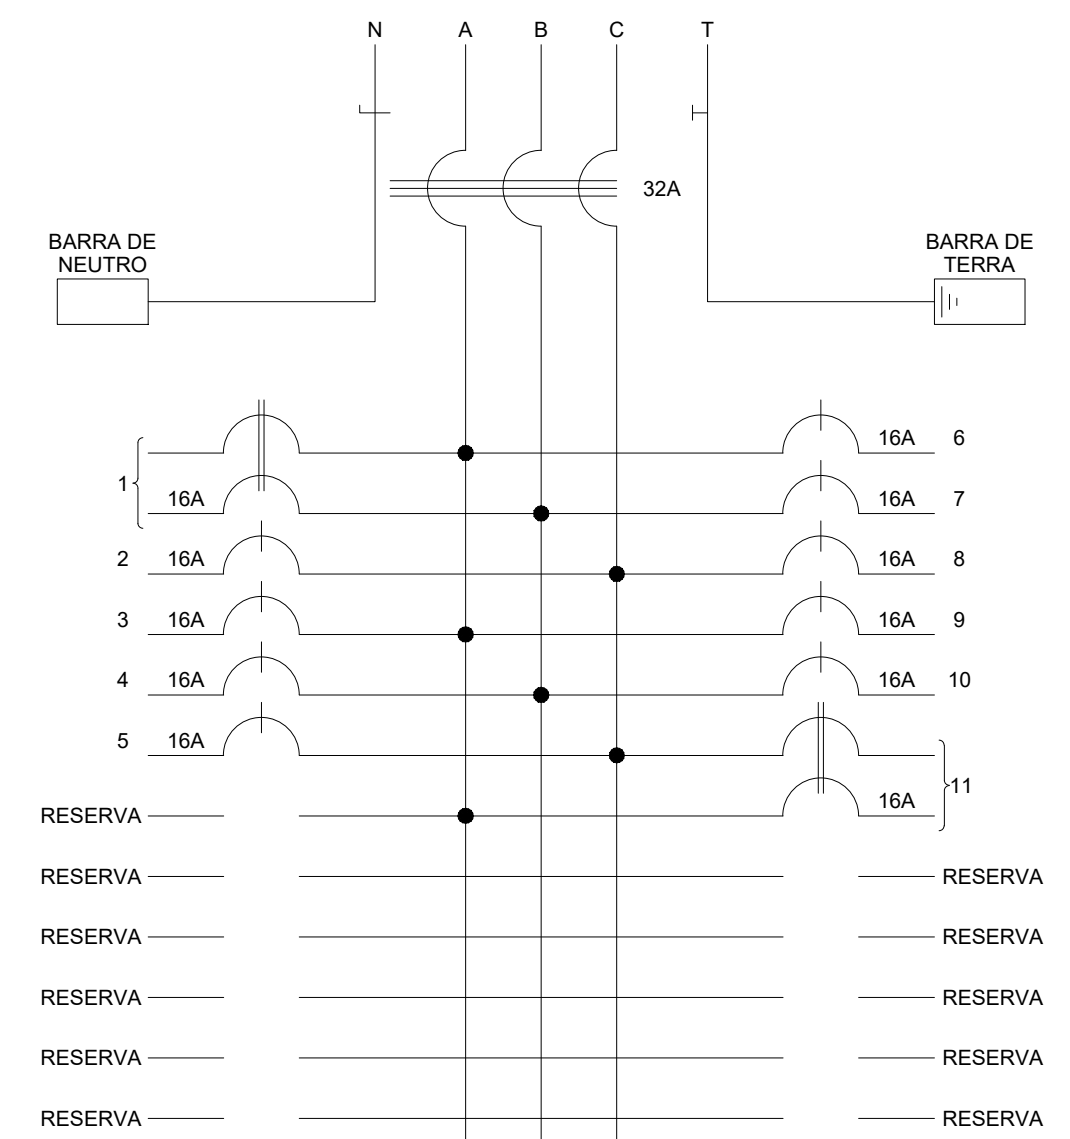 N A B C T
32A
BARRA DE
NEUTRO
BARRA DE
TERRA
16A 6
1 16A 16A 7
2 16A 16A 8
3 16A 16A 9
4 16A 16A 10
5 16A
16A 11
RESERVA
RESERVA RESERVA
RESERVA RESERVA
RESERVA RESERVA
RESERVA RESERVA
RESERVA RESERVA